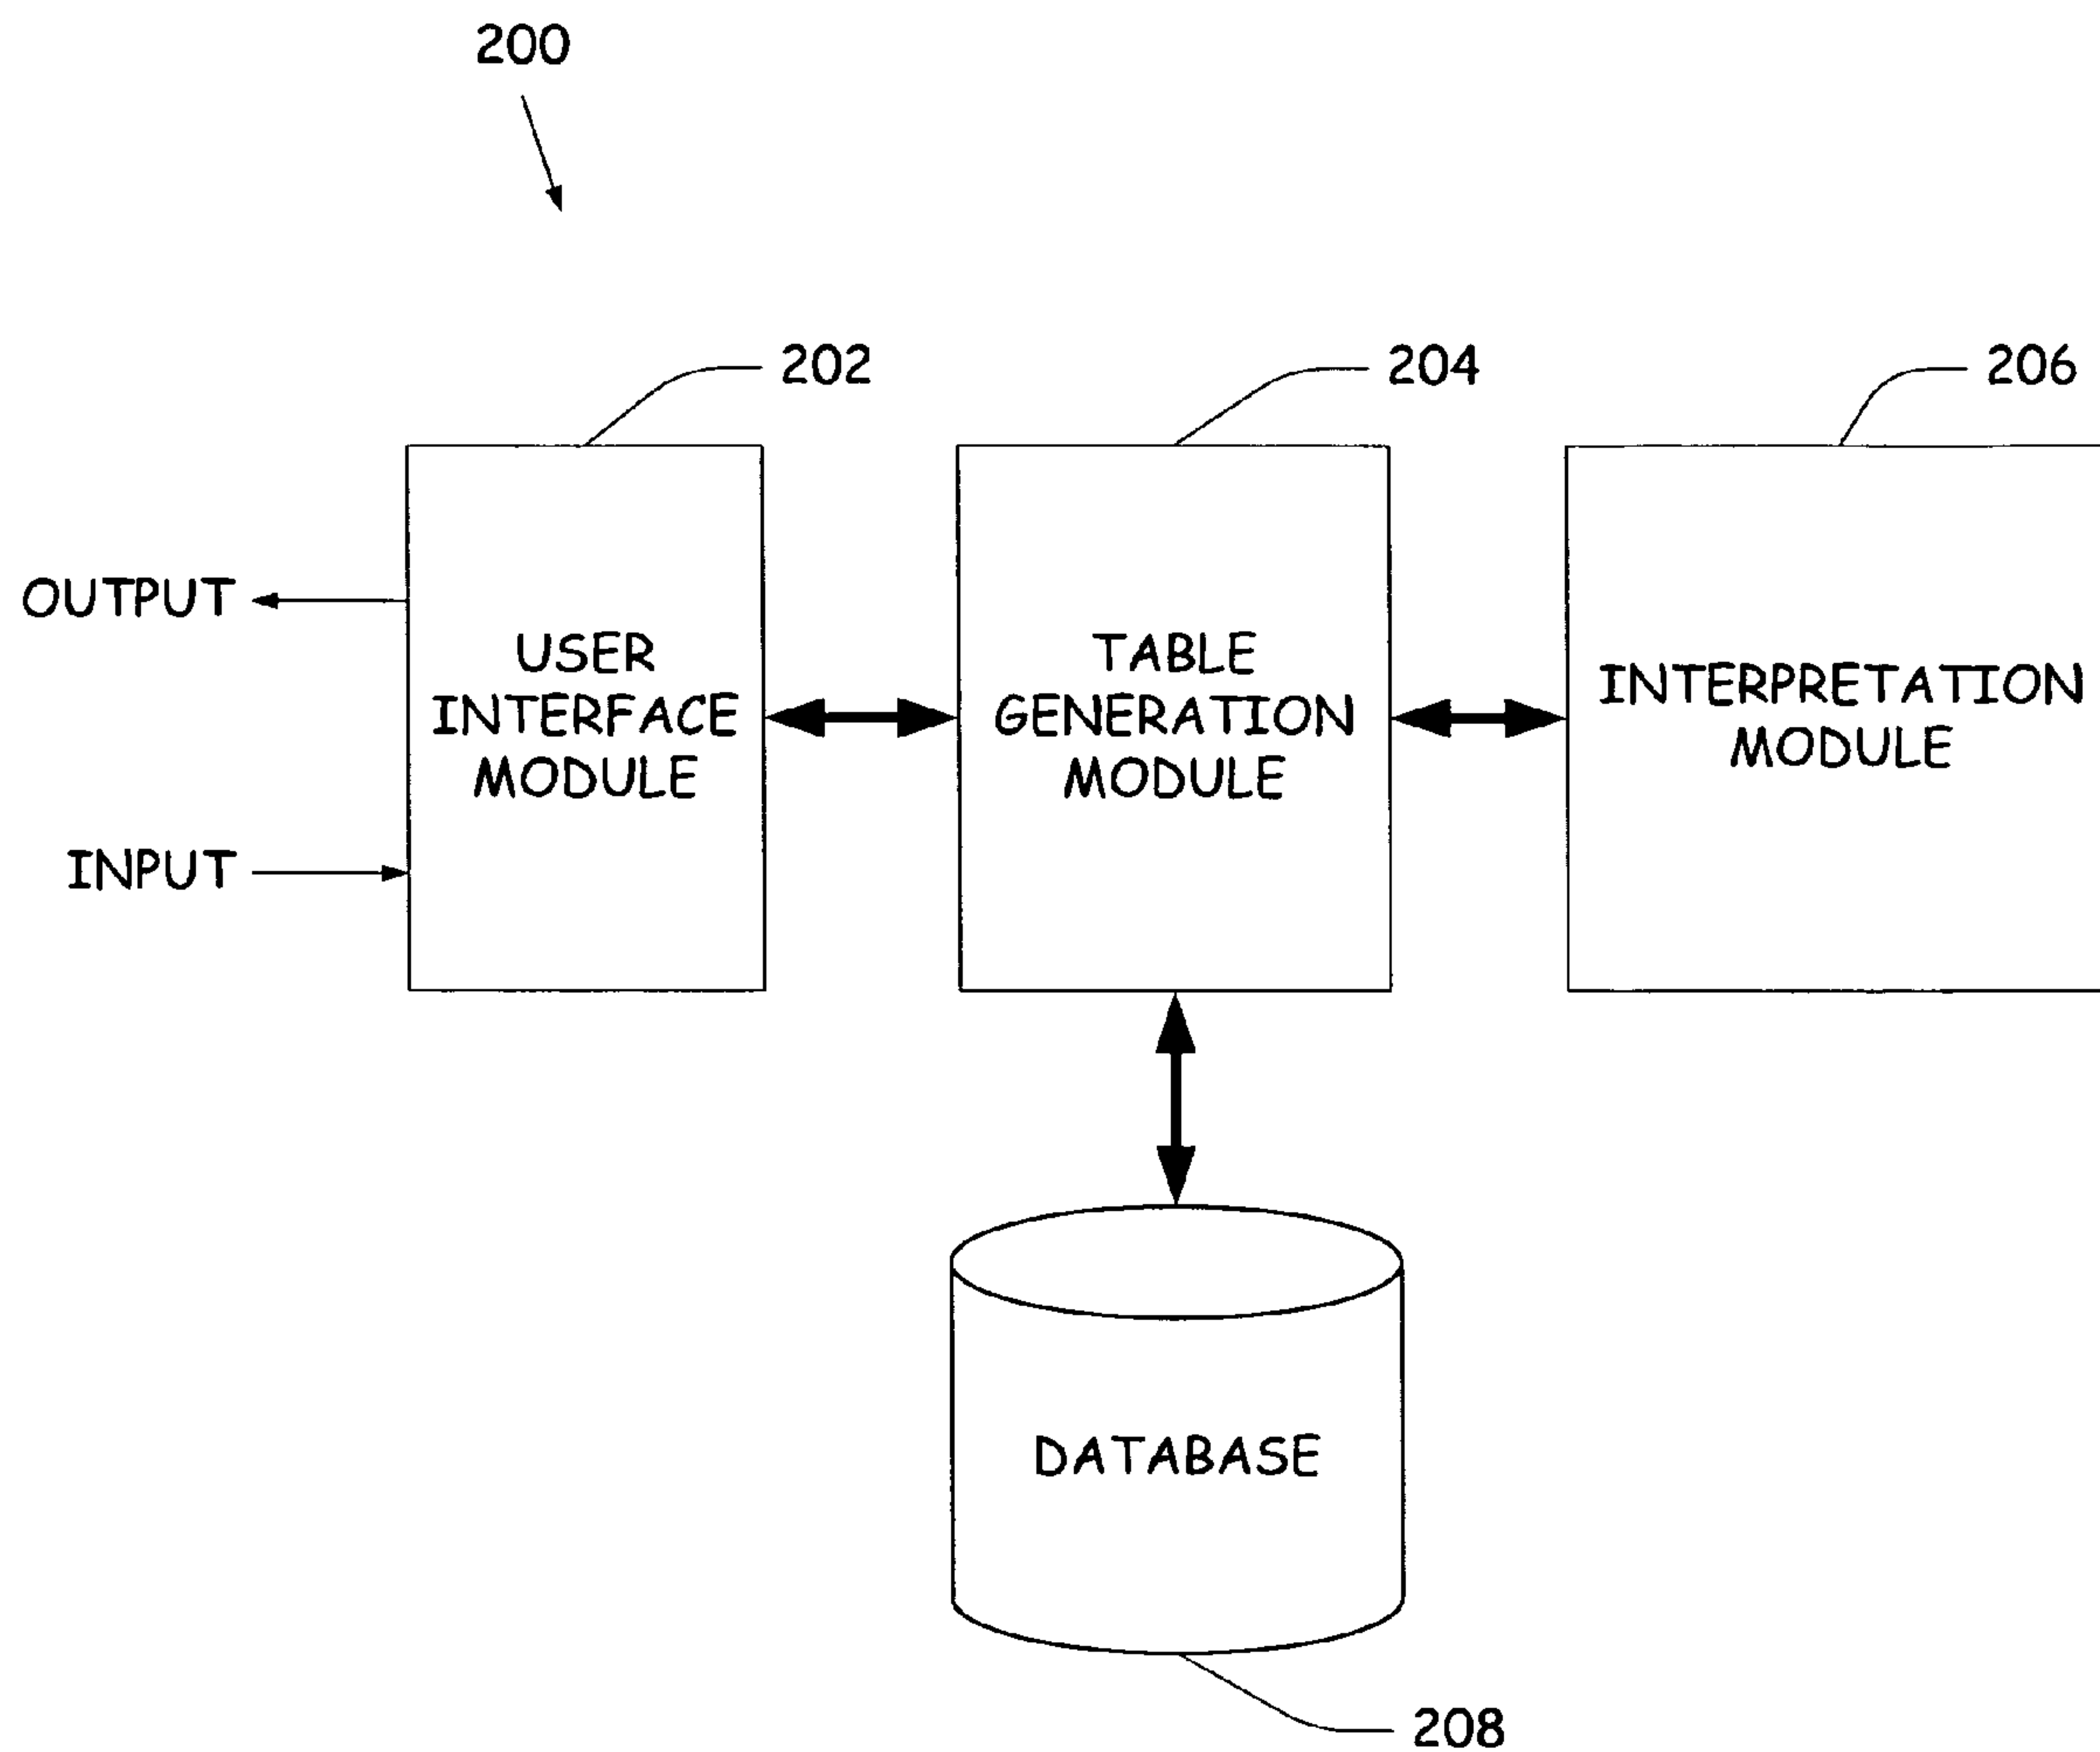 200
202
204
206
OUTPUT
INPUT
USER
INTERFACE
MODULE
TABLE
GENERATION
MODULE
INTERPRETATION
MODULE
DATABASE
208